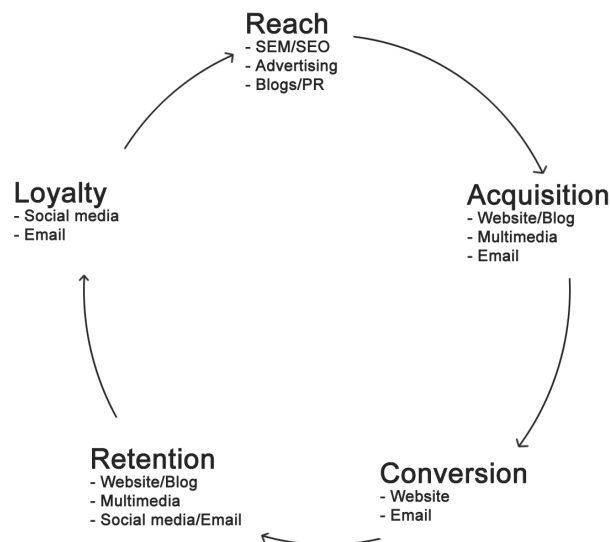 Reach
- SEM/SEO
- Advertising
- Blogs/PR
Acquisition
- Website/Blog
- Multimedia
- Email
Conversion
- Website
- Email
Retention
- Website/Blog
- Multimedia
- Social media/Email
Loyalty
- Social media
- Email